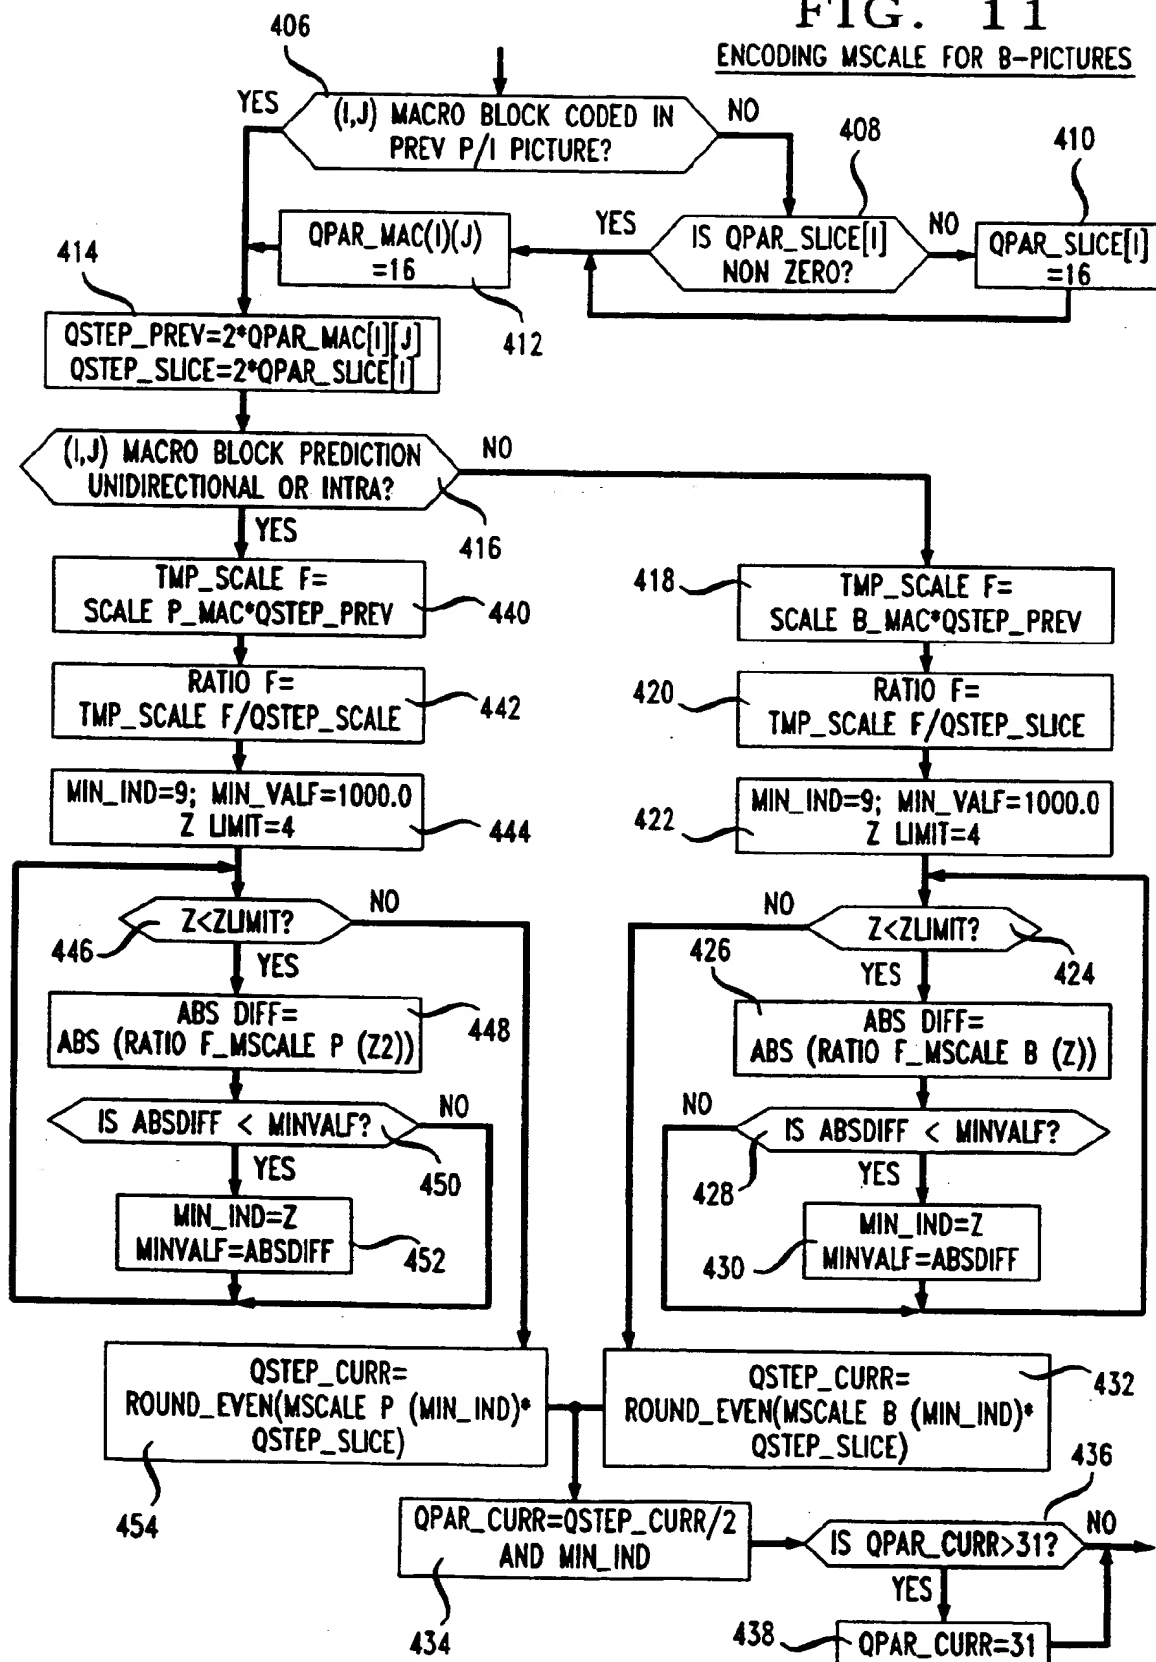 FIG. 11
ENCODING MSCALE FOR B-PICTURES
406
YES
(I,J) MACRO BLOCK CODED IN
PREV P/I PICTURE?
NO
408
410
YES
IS QPAR_SLICE[I]
NON ZERO?
NO
QPAR_SLICE[I]
=16
QPAR_MAC(I)(J)
=16
412
414
QSTEP_PREV=2*QPAR_MAC[I][J]
QSTEP_SLICE=2*QPAR_SLICE[I]
(I,J) MACRO BLOCK PREDICTION
UNIDIRECTIONAL OR INTRA?
NO
416
YES
TMP_SCALE F=
SCALE P_MAC*QSTEP_PREV
440
418
TMP_SCALE F=
SCALE B_MAC*QSTEP_PREV
RATIO F=
TMP_SCALE F/QSTEP_SCALE
442
420
RATIO F=
TMP_SCALE F/QSTEP_SLICE
MIN_IND=9; MIN_VALF=1000.0
Z LIMIT=4
444
422
MIN_IND=9; MIN_VALF=1000.0
Z LIMIT=4
446
Z<ZLIMIT?
NO
YES
NO
Z<ZLIMIT?
424
YES
426
ABS DIFF=
ABS (RATIO F_MSCALE P (Z2))
448
ABS DIFF=
ABS (RATIO F_MSCALE B (Z))
IS ABSDIFF < MINVALF?
NO
450
YES
NO
IS ABSDIFF < MINVALF?
428
YES
MIN_IND=Z
MINVALF=ABSDIFF
452
430
MIN_IND=Z
MINVALF=ABSDIFF
QSTEP_CURR=
ROUND_EVEN(MSCALE P (MIN_IND)*
QSTEP_SLICE)
454
QSTEP_CURR=
ROUND_EVEN(MSCALE B (MIN_IND)*
QSTEP_SLICE)
432
QPAR_CURR=QSTEP_CURR/2
AND MIN_IND
434
436
IS QPAR_CURR>31?
NO
YES
438
QPAR_CURR=31